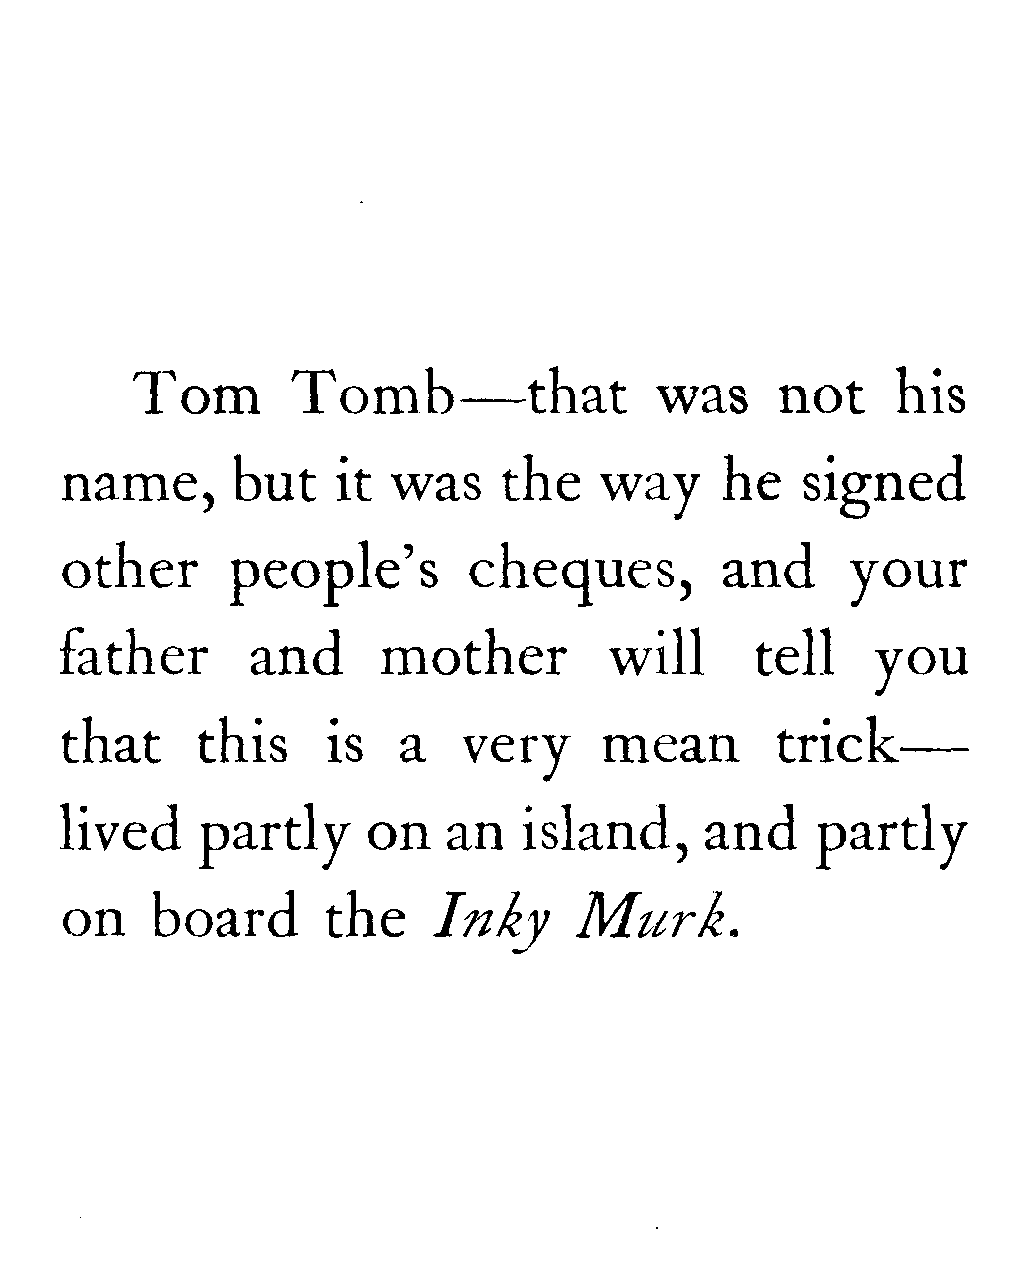 Tom Tomb—that was not his
name, but it was the way he signed
other people's cheques, and your
father and mother will tell you
that this is a very mean trick—
lived partly on an island, and partly
on board the Inky Murk.